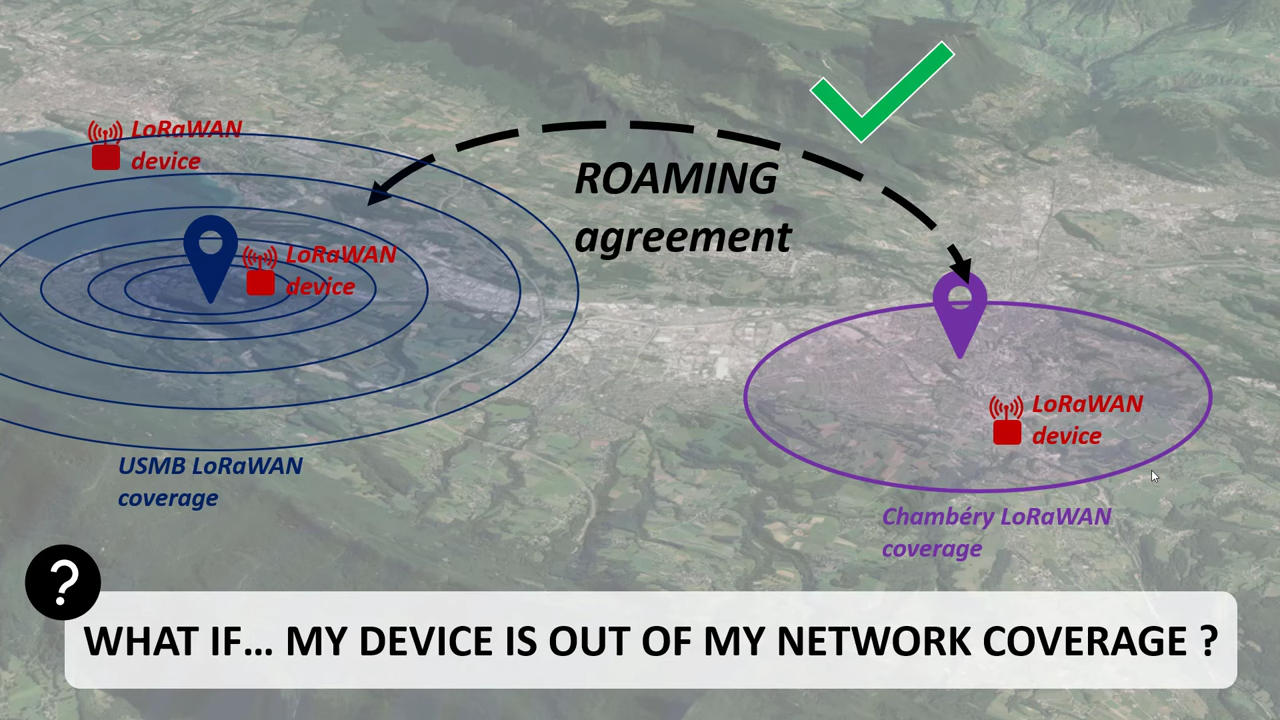 LoRaWAN
device
ROAMING
agreement
LoRaWAN
device
LoRaWAN
device
USMB LoRaWAN
coverage
Chambéry LoRaWAN
coverage
?
WHAT IF... MY DEVICE IS OUT OF MY NETWORK COVERAGE ?